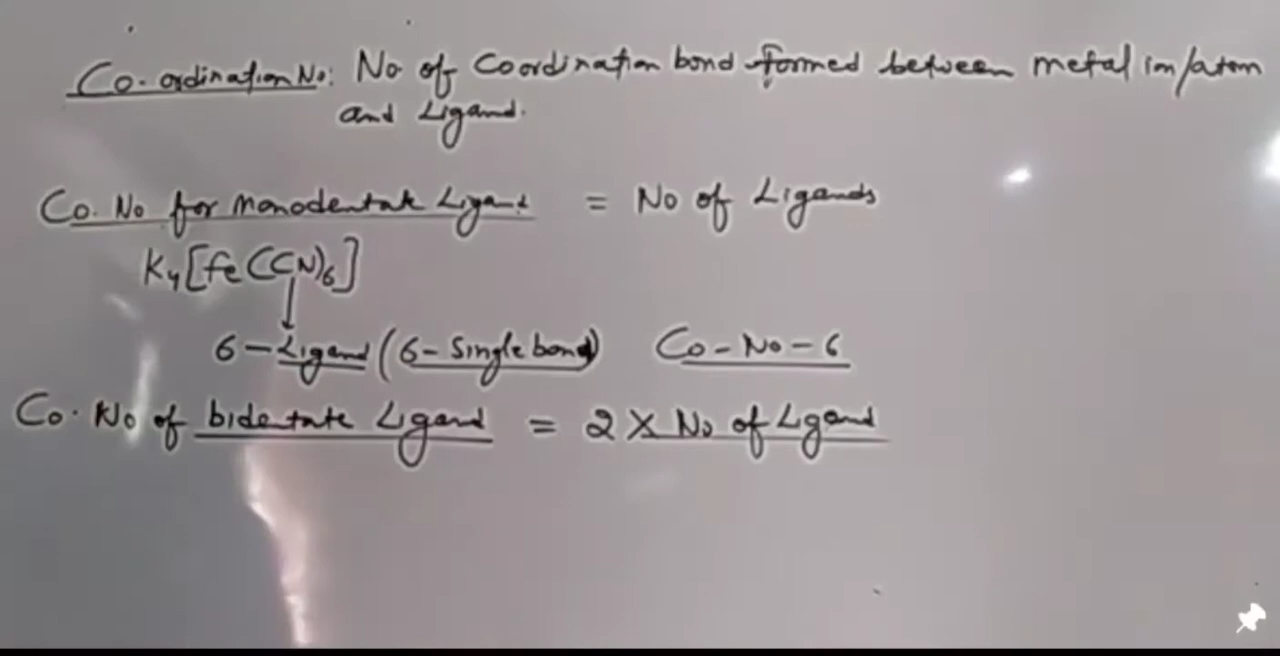 Co-ordination No: No of Coordination bond formed between metal ion/atom
and Ligand.
Co. No for monodentate Ligand = No of Ligands
K₄[Fe(CN)₆]
↓
6-Ligand (6-Single bond) Co-No-6
Co. No of bidentate Ligand = 2 X No of Ligand